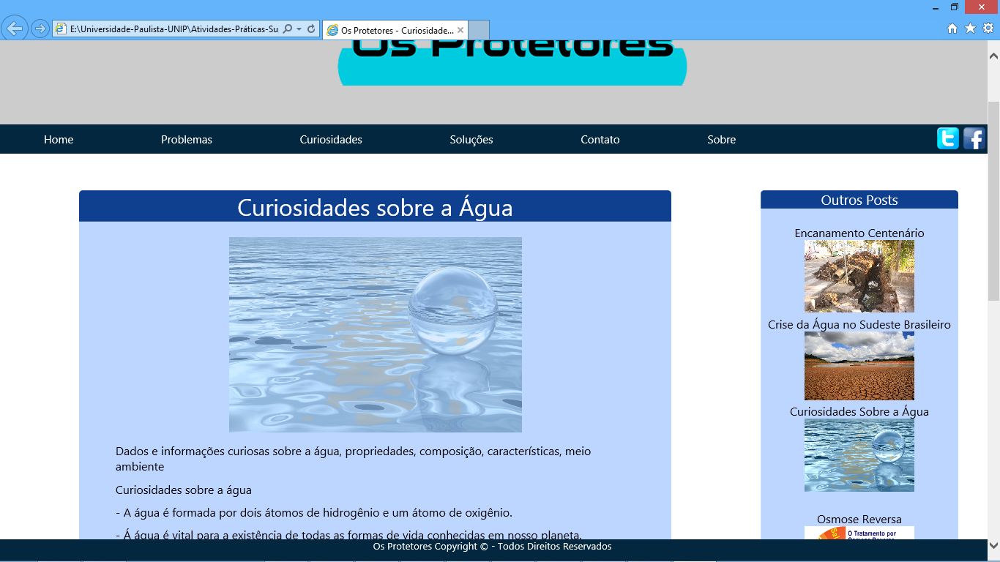 E:\Universidade-Paulista-UNIP\Atividades-Práticas-Su
Os Protetores - Curiosidade...
Os Protetores
Home
Problemas
Curiosidades
Soluções
Contato
Sobre
Curiosidades sobre a Água
Dados e informações curiosas sobre a água, propriedades, composição, características, meio
ambiente
Curiosidades sobre a água
- A água é formada por dois átomos de hidrogênio e um átomo de oxigênio.
- Á água é vital para a existência de todas as formas de vida conhecidas em nosso planeta.
Outros Posts
Encanamento Centenário
Crise da Água no Sudeste Brasileiro
Curiosidades Sobre a Água
Osmose Reversa
O Tratamento por
Osmose Reversa
Os Protetores Copyright © - Todos Direitos Reservados